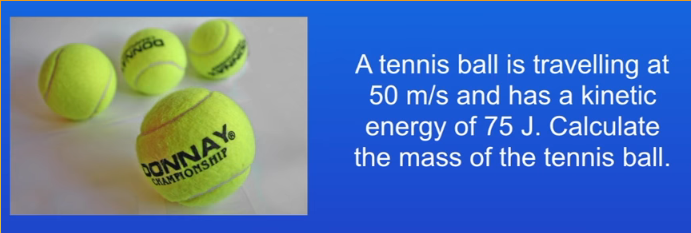 DONNAY
DONNAY®
CHAMPIONSHIP
A tennis ball is travelling at
50 m/s and has a kinetic
energy of 75 J. Calculate
the mass of the tennis ball.